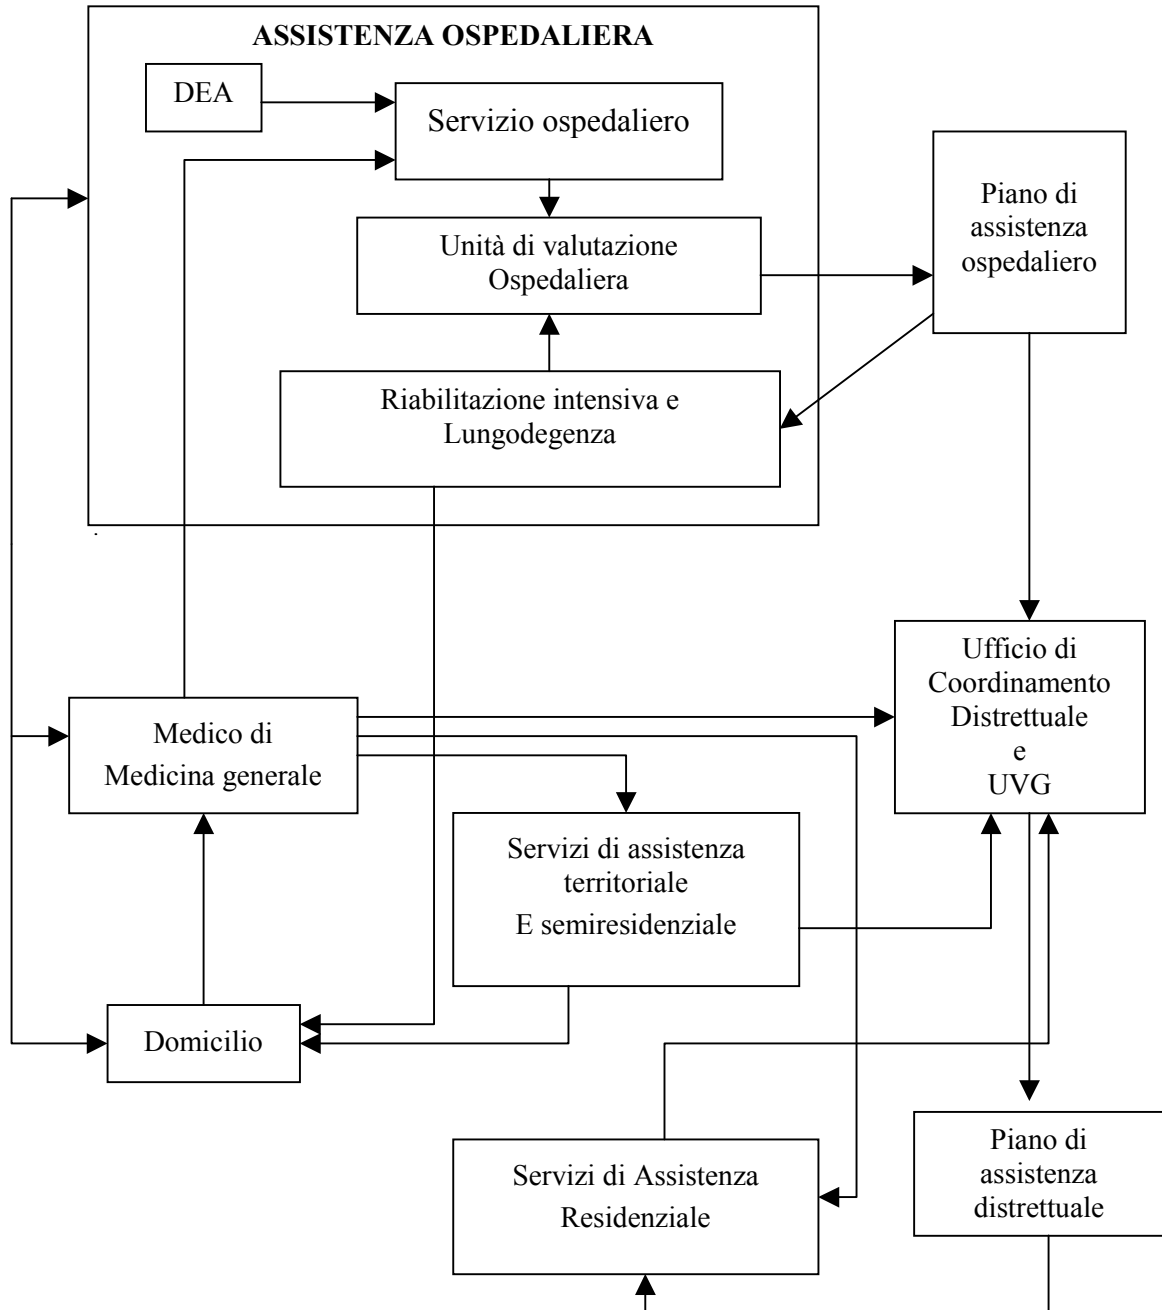 ASSISTENZA OSPEDALIERA
DEA
Servizio ospedaliero
Piano di
assistenza
ospedaliero
Unità di valutazione
Ospedaliera
Riabilitazione intensiva e
Lungodegenza
.
Ufficio di
Coordinamento
Distrettuale
e
UVG
Medico di
Medicina generale
Servizi di assistenza
territoriale
E semiresidenziale
Domicilio
Servizi di Assistenza
Residenziale
Piano di
assistenza
distrettuale